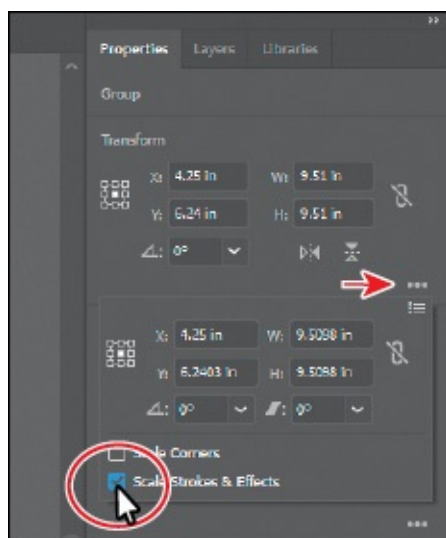 Properties Layers Libraries
Group
Transform
X: 4.25 in W: 9.51 in
Y: 6.24 in H: 9.51 in
0° 
X: 4.25 in W: 9.5098 in
Y: 6.2403 in H: 9.5098 in
0° 0°
Scale Corners
Scale Strokes & Effects